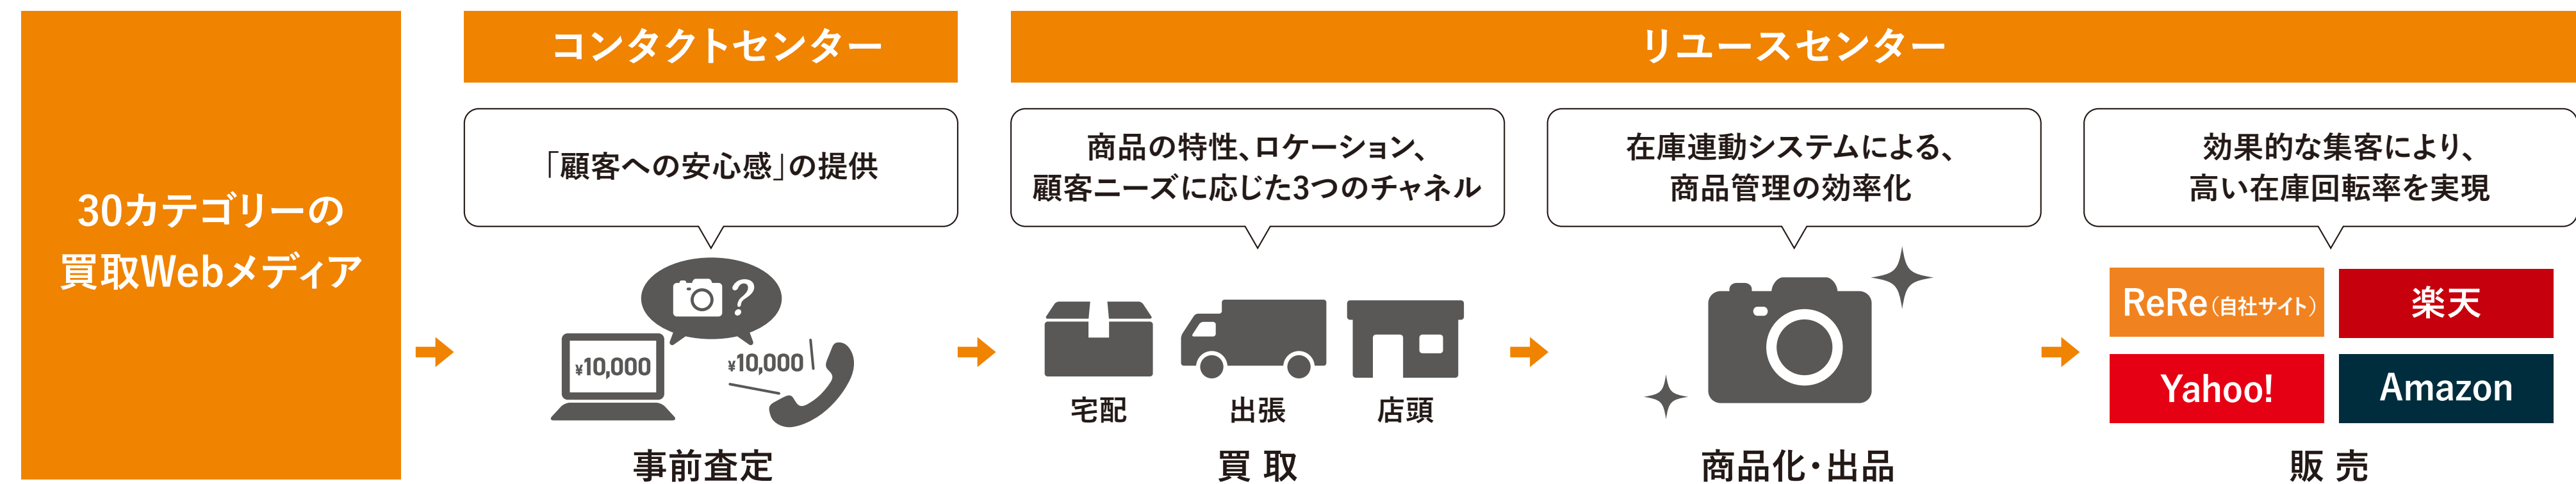 30カテゴリーの
買取Webメディア
コンタクトセンター
「顧客への安心感」の提供
?
¥10,000
¥10,000
事前査定
リユースセンター
商品の特性、ロケーション、
顧客ニーズに応じた3つのチャネル
宅配
出張
店頭
買取
在庫連動システムによる、
商品管理の効率化
商品化・出品
効果的な集客により、
高い在庫回転率を実現
ReRe(自社サイト)
楽天
Yahoo!
Amazon
販売